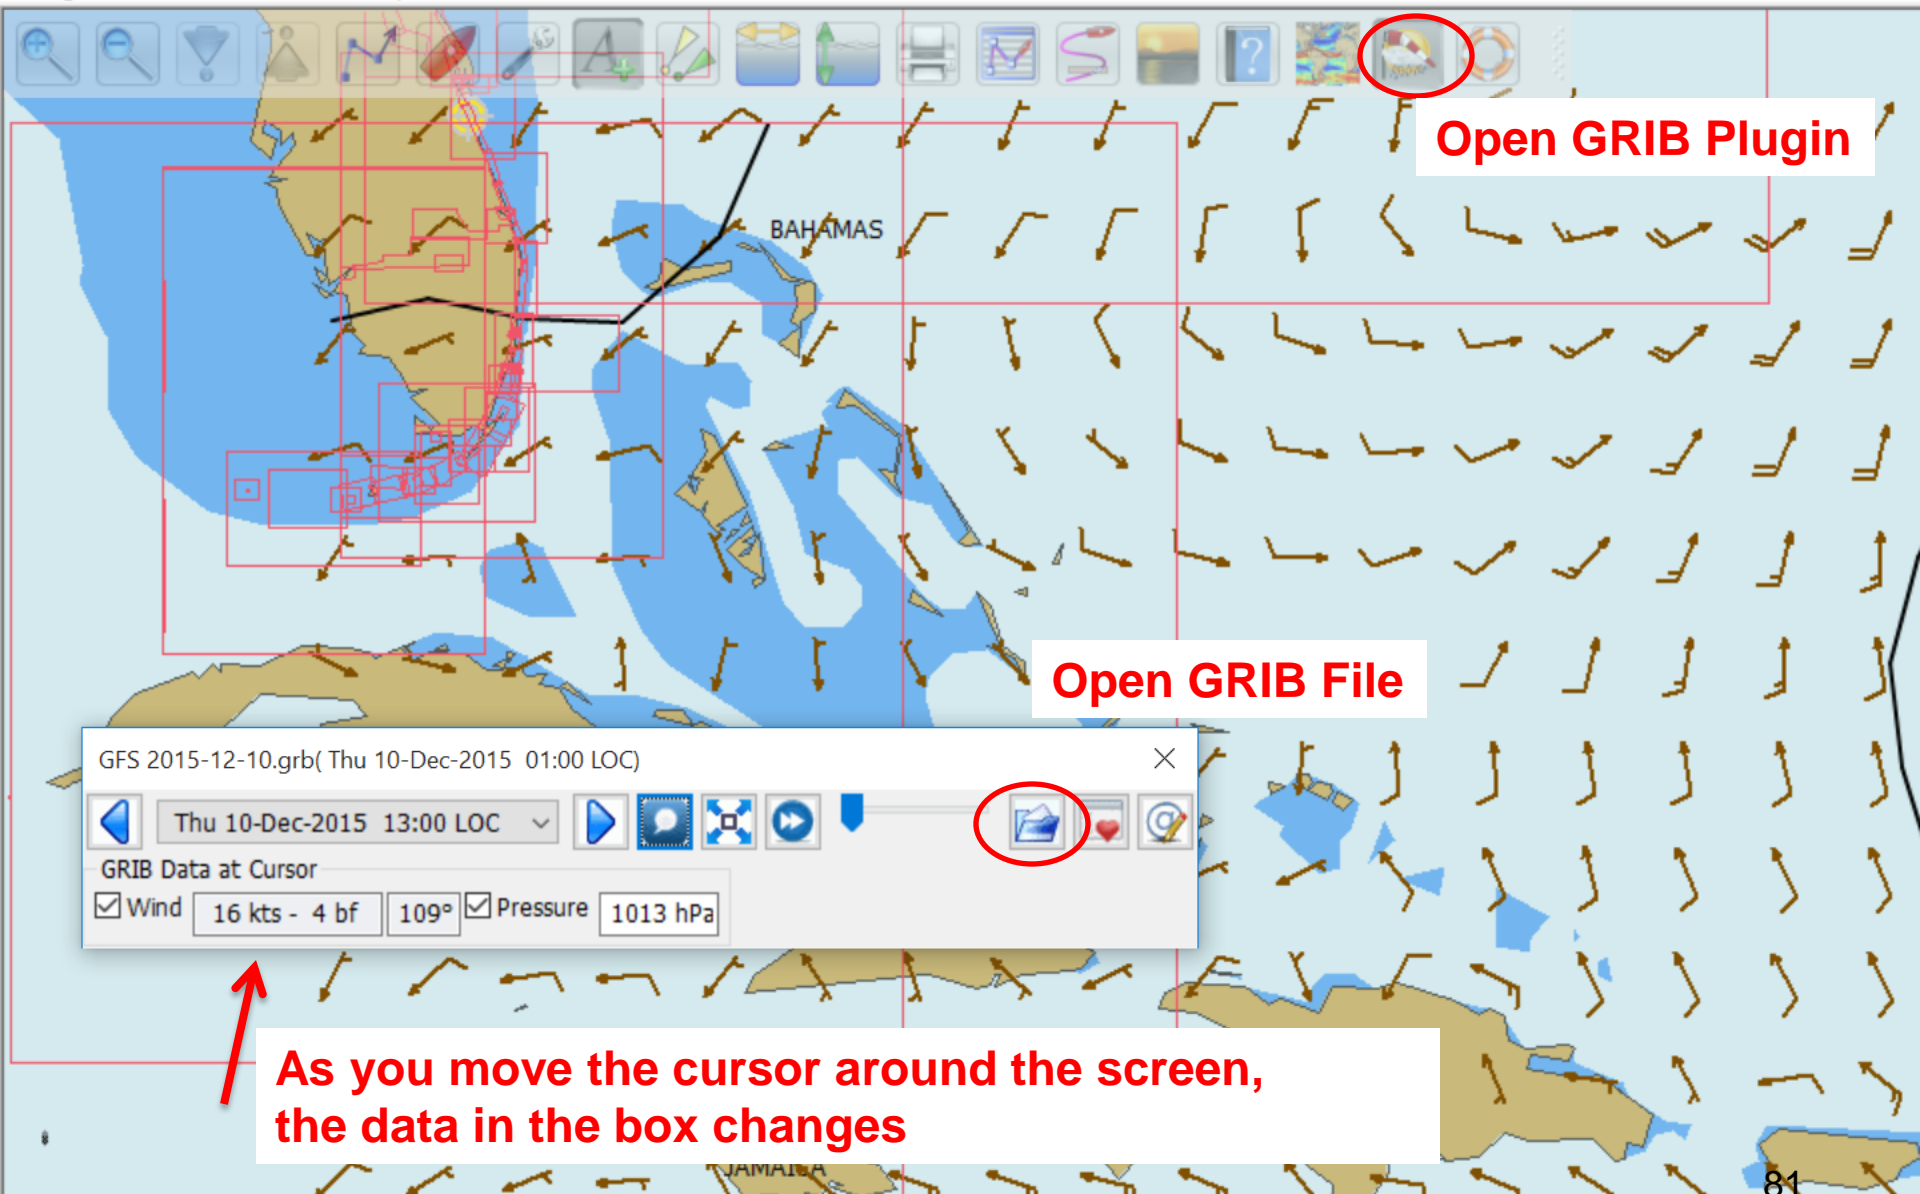 Open GRIB Plugin
BAHAMAS
Open GRIB File
GFS 2015-12-10.grb( Thu 10-Dec-2015 01:00 LOC)
Thu 10-Dec-2015 13:00 LOC
GRIB Data at Cursor
Wind 16 kts - 4 bf 109° Pressure 1013 hPa
As you move the cursor around the screen,
the data in the box changes
JAMAICA
81